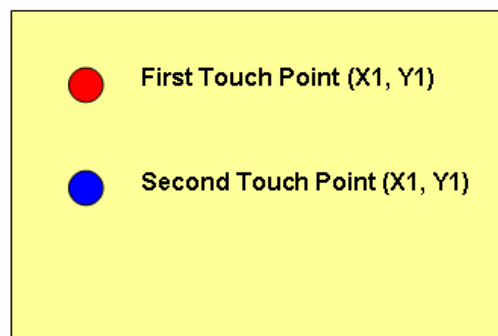 First Touch Point (X1, Y1)
Second Touch Point (X1, Y1)